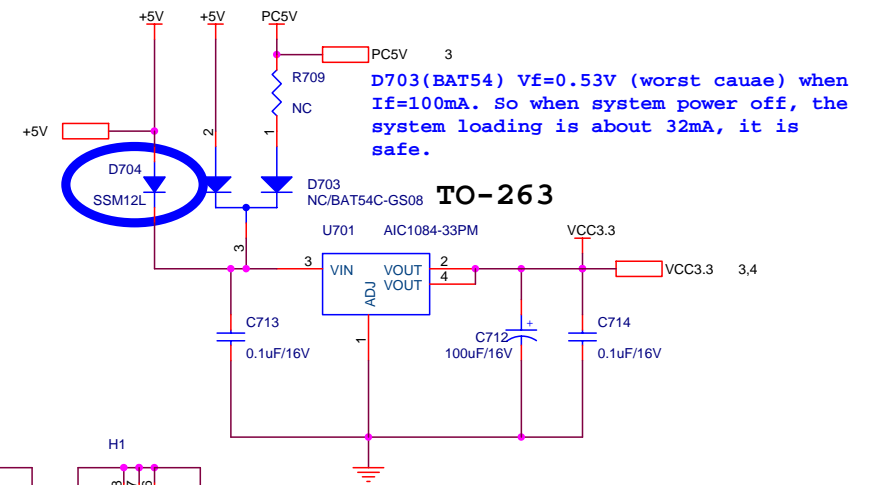 +5V +5V PC5V
PC5V 3
R709
NC
D703(BAT54) Vf=0.53V (worst cauae) when
If=100mA. So when system power off, the
system loading is about 32mA, it is
safe.
+5V
2
1
D704
SSM12L
D703
NC/BAT54C-GS08
TO-263
3
U701 AIC1084-33PM
VCC3.3
3 VIN VOUT 2
VOUT 4
ADJ
1
VCC3.3 3,4
C713
0.1uF/16V
+
C712
100uF/16V
C714
0.1uF/16V
H1
8
7
6